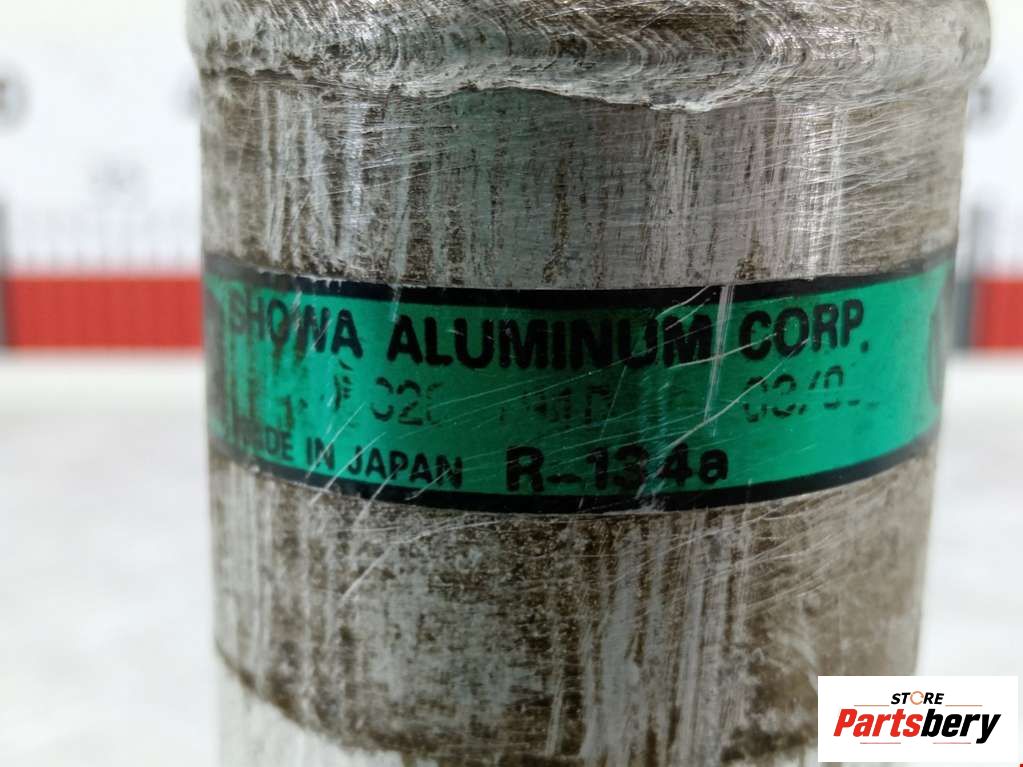 SHOWA ALUMINUM CORP.
MADE IN JAPAN R-134a
STORE
Partsbery